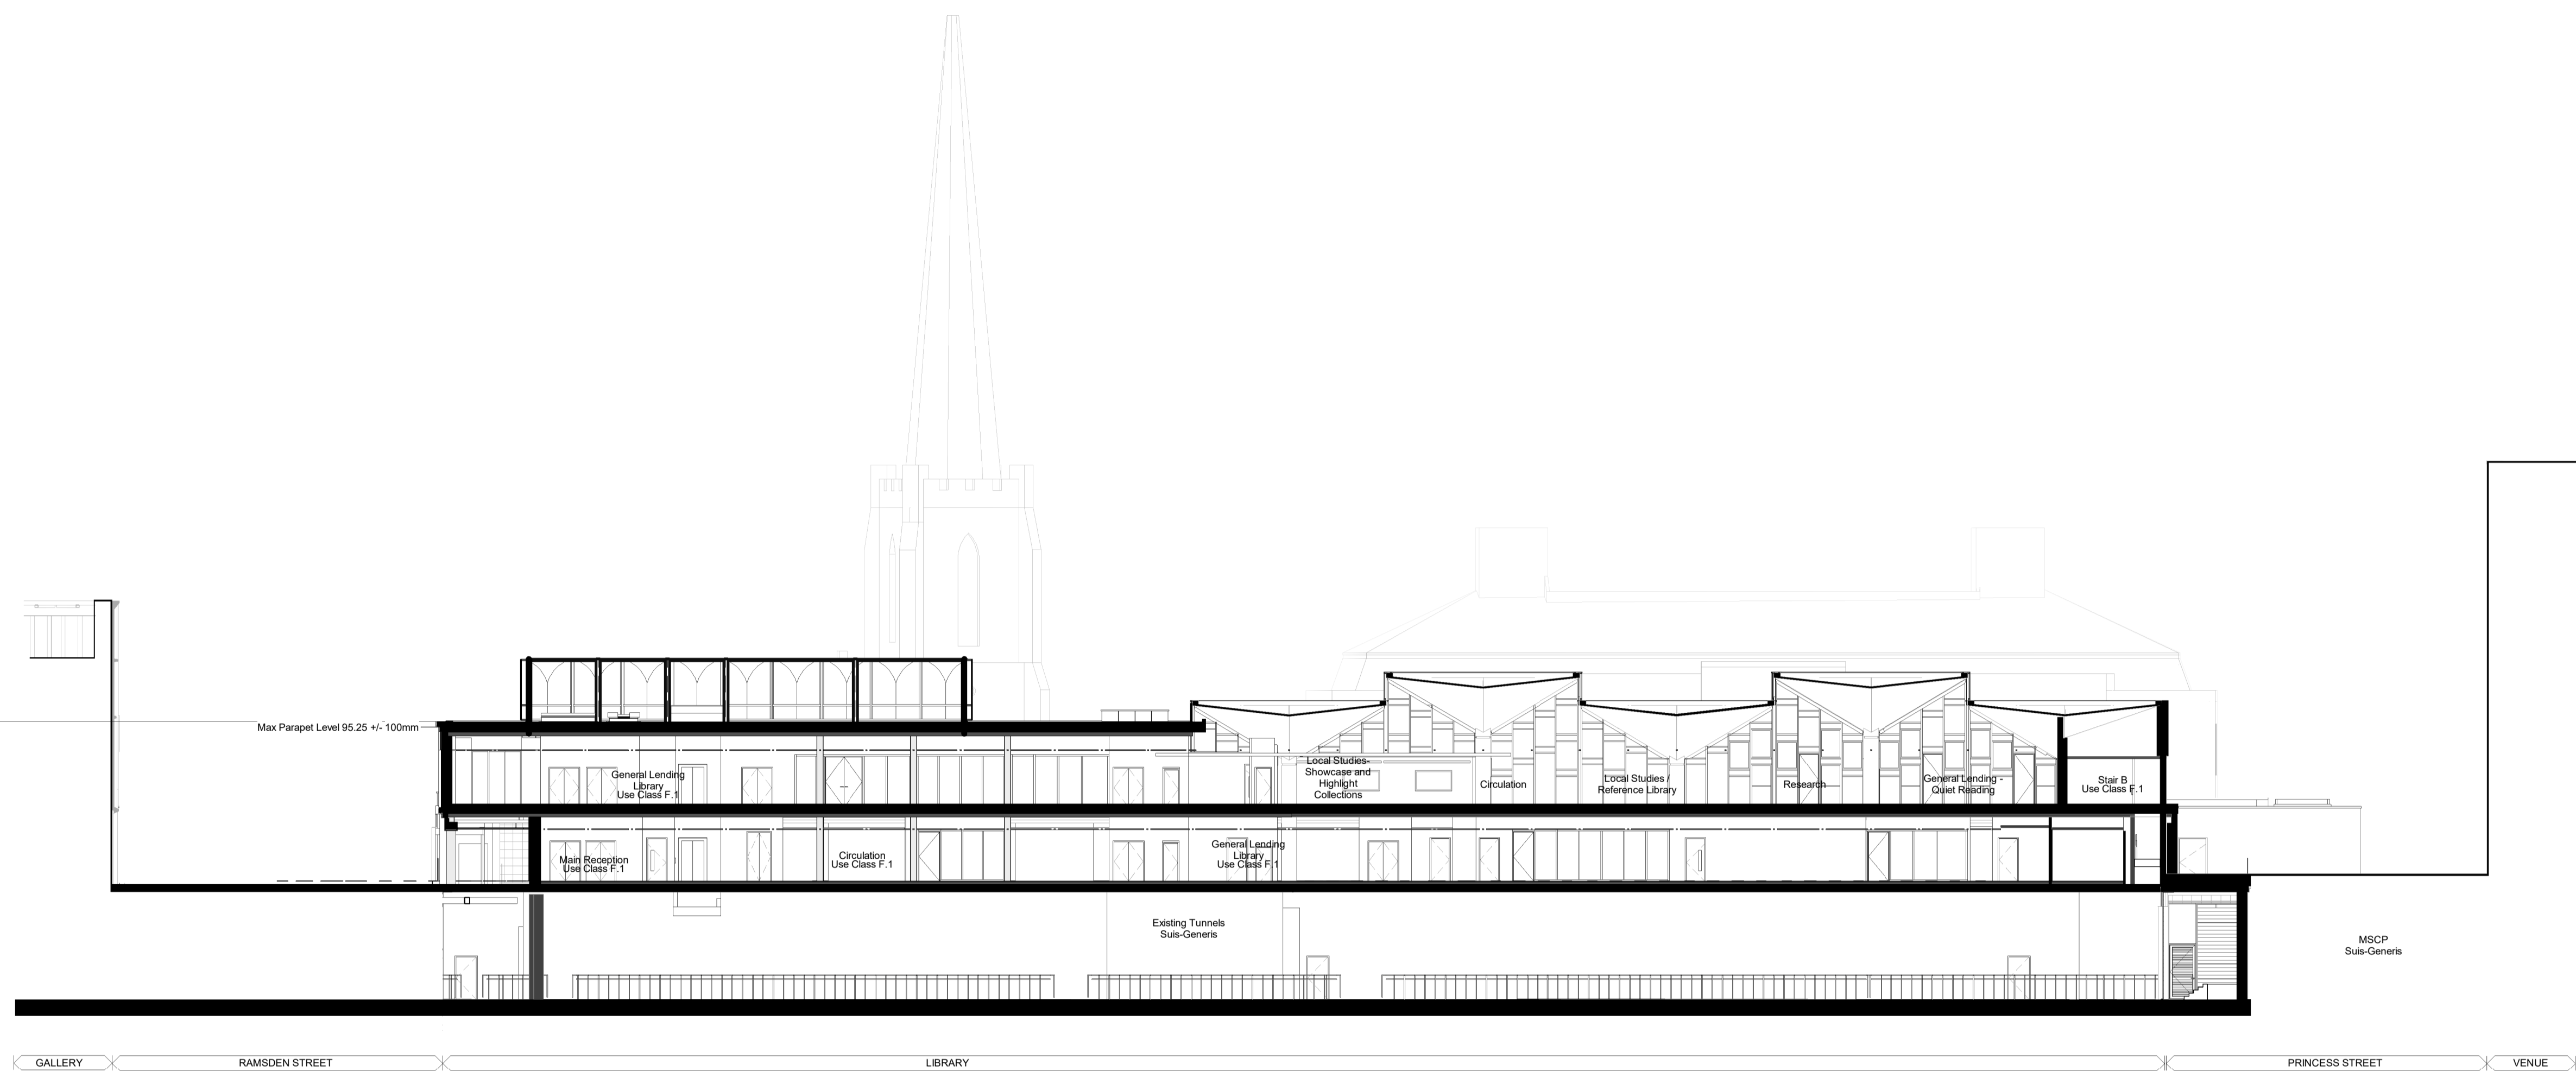 Max Parapet Level 95.25 +/- 100mm
General Lending
Library
Use Class F.1
Local Studies-
Showcase and
Highlight
Collections
Circulation
Local Studies /
Reference Library
Research
General Lending -
Quiet Reading
Stair B
Use Class F.1
Main Reception
Use Class F.1
Circulation
Use Class F.1
General Lending
Library
Use Class F.1
Existing Tunnels
Suis-Generis
MSCP
Suis-Generis
GALLERY
RAMSDEN STREET
LIBRARY
PRINCESS STREET
VENUE